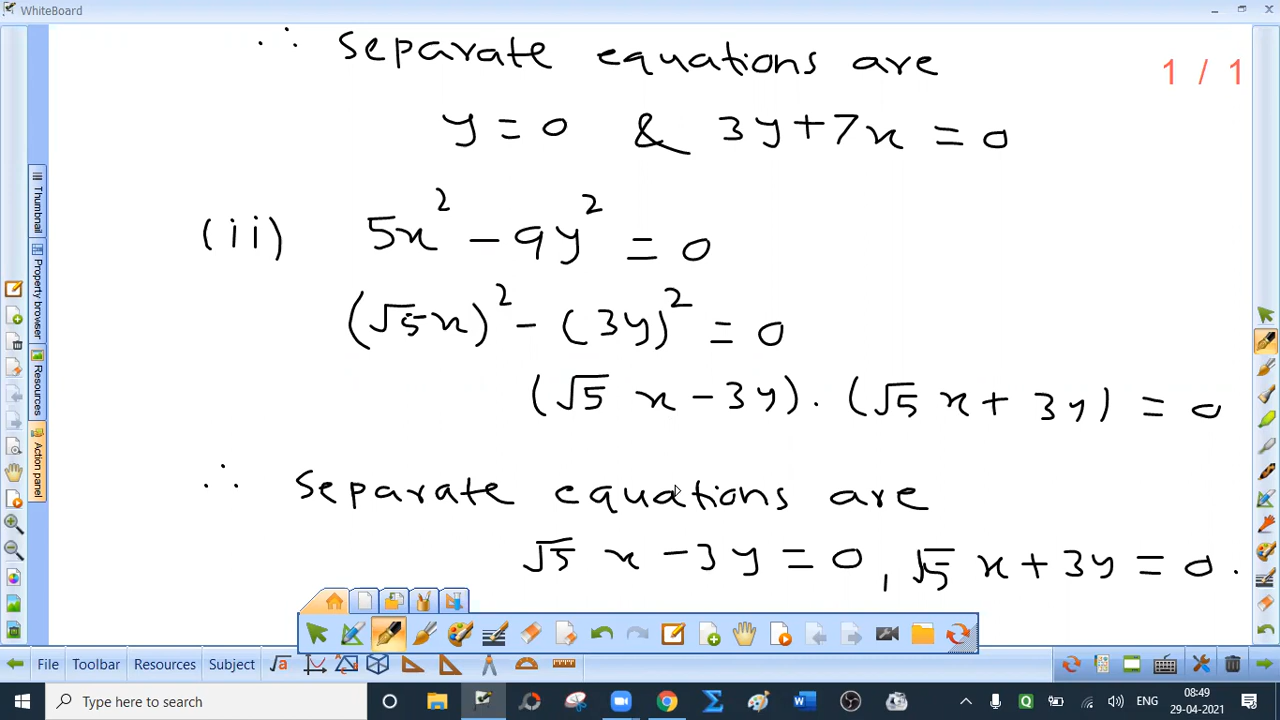 WhiteBoard
∴ Separate equations are
1 / 1
y = 0 & 3y + 7x = 0
(ii) 5x² - 9y² = 0
(√5x)² - (3y)² = 0
(√5 x - 3y) . (√5 x + 3y) = 0
∴ Separate equations are
√5 x - 3y = 0, √5 x + 3y = 0.
Thumbnail
Property browser
Resources
Action panel
File Toolbar Resources Subject
Type here to search
ENG
08:49
29-04-2021